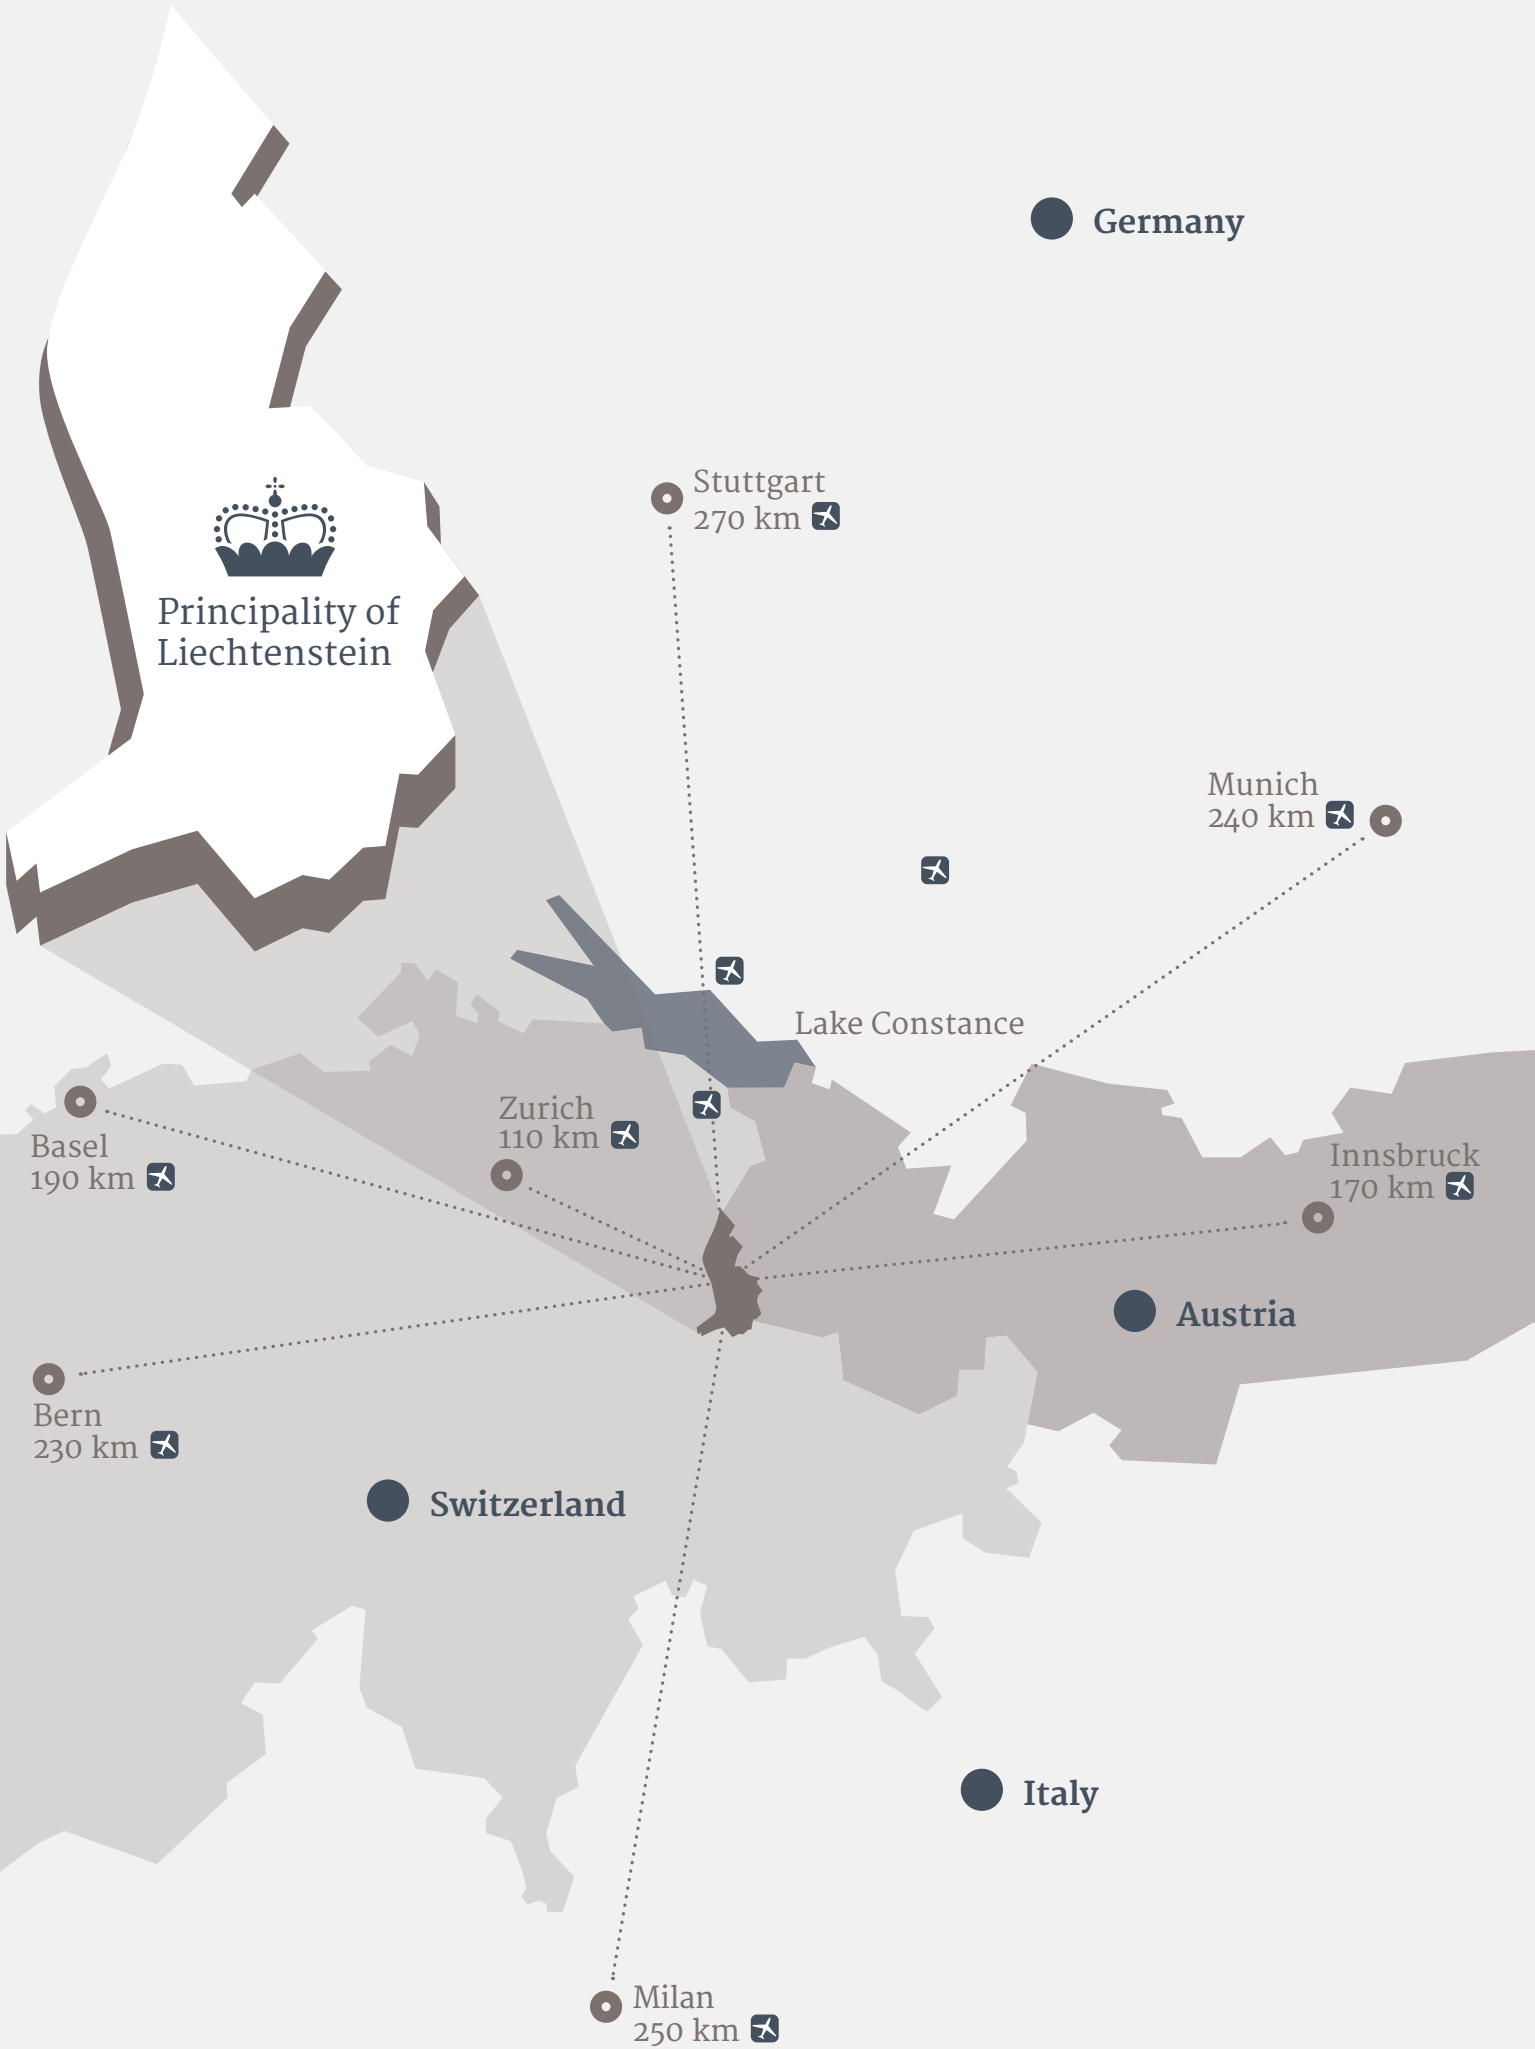 Germany
Stuttgart
270 km
Principality of
Liechtenstein
Munich
240 km
Lake Constance
Zurich
110 km
Basel
190 km
Innsbruck
170 km
Austria
Bern
230 km
Switzerland
Italy
Milan
250 km